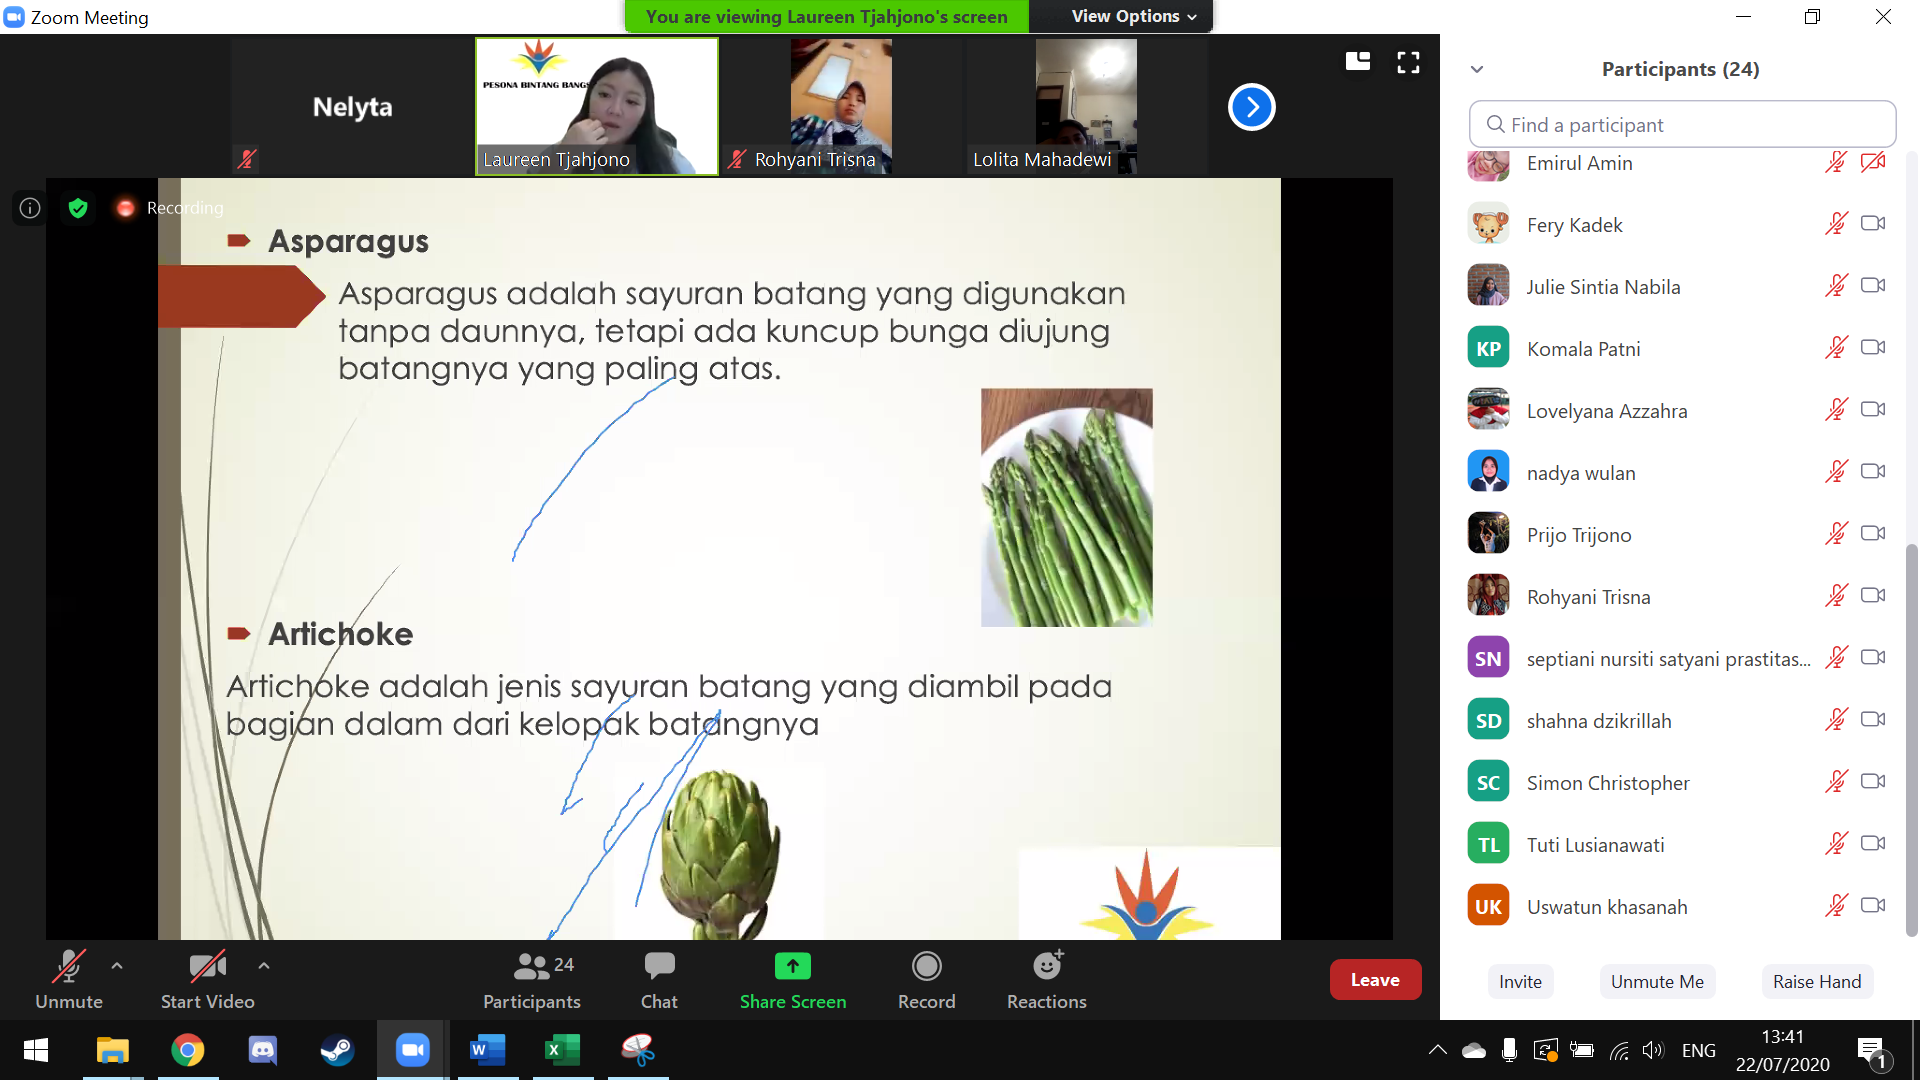 Zoom Meeting
You are viewing Laureen Tjahjono's screen
View Options
Nelyta
PESONA BINTANG BANGS
Laureen Tjahjono
Rohyani Trisna
Lolita Mahadewi
Recording
Asparagus
Asparagus adalah sayuran batang yang digunakan
tanpa daunnya, tetapi ada kuncup bunga diujung
batangnya yang paling atas.
Artichoke
Artichoke adalah jenis sayuran batang yang diambil pada
bagian dalam dari kelopak batangnya
Participants (24)
Find a participant
Emirul Amin
Fery Kadek
Julie Sintia Nabila
KP Komala Patni
Lovelyana Azzahra
nadya wulan
Prijo Trijono
Rohyani Trisna
SN septiani nursiti satyani prastitas...
SD shahna dzikrillah
SC Simon Christopher
TL Tuti Lusianawati
UK Uswatun khasanah
Invite
Unmute Me
Raise Hand
Unmute
Start Video
24
Participants
Chat
Share Screen
Record
Reactions
Leave
ENG
13:41
22/07/2020
1